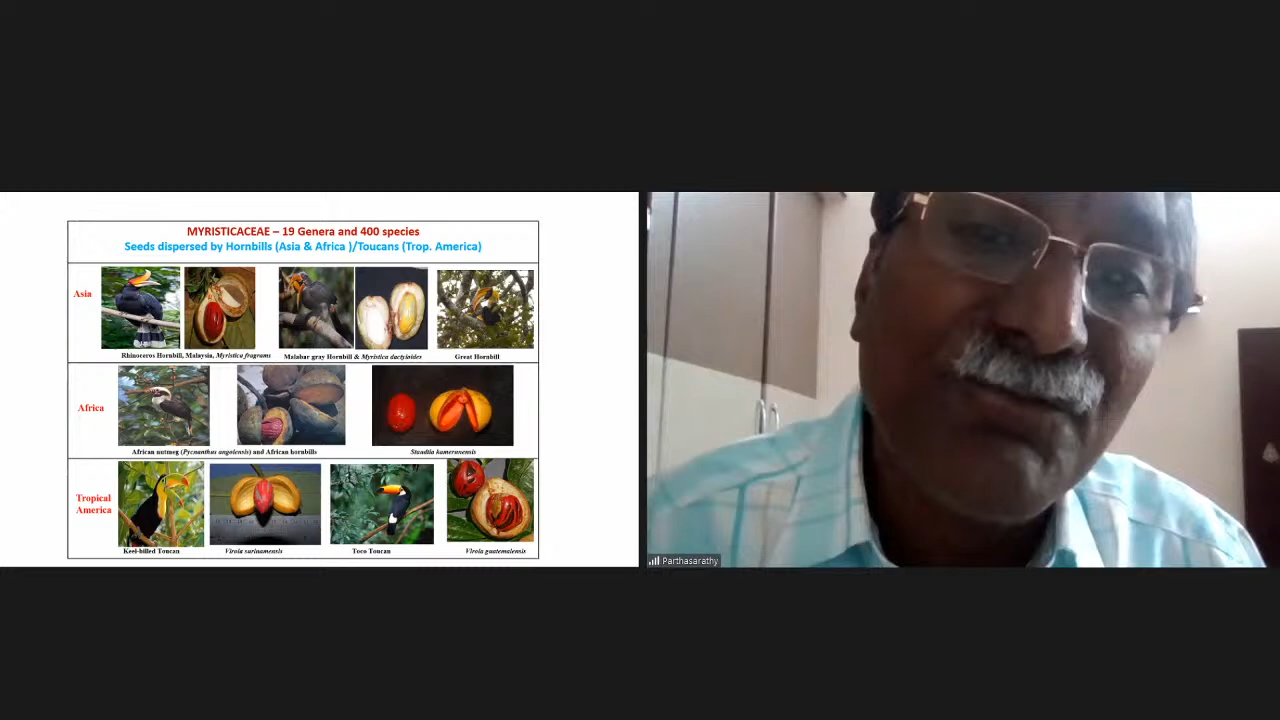 MYRISTICACEAE – 19 Genera and 400 species
Seeds dispersed by Hornbills (Asia & Africa )/Toucans (Trop. America)
Asia
Rhinoceros Hornbill, Malaysia, Myristica fragrans
Malabar gray Hornbill & Myristica dactyloides
Great Hornbill
Africa
African nutmeg (Pycnanthus angolensis) and African hornbills
Staudtia kamerunensis
Tropical
America
Keel-billed Toucan
Virola surinamensis
Toco Toucan
Virola guatemalensis
Parthasarathy